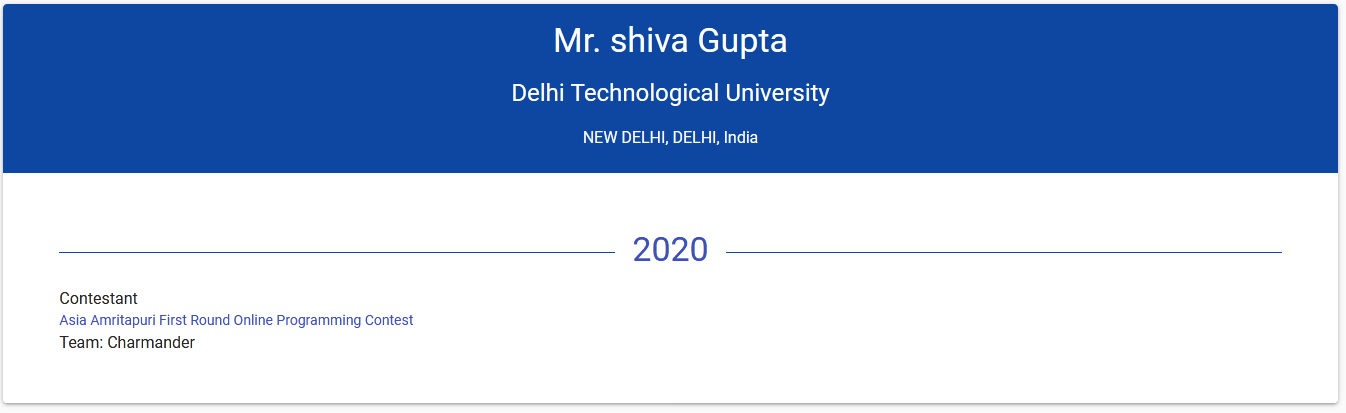 Mr. shiva Gupta
Delhi Technological University
NEW DELHI, DELHI, India
2020
Contestant
Asia Amritapuri First Round Online Programming Contest
Team: Charmander